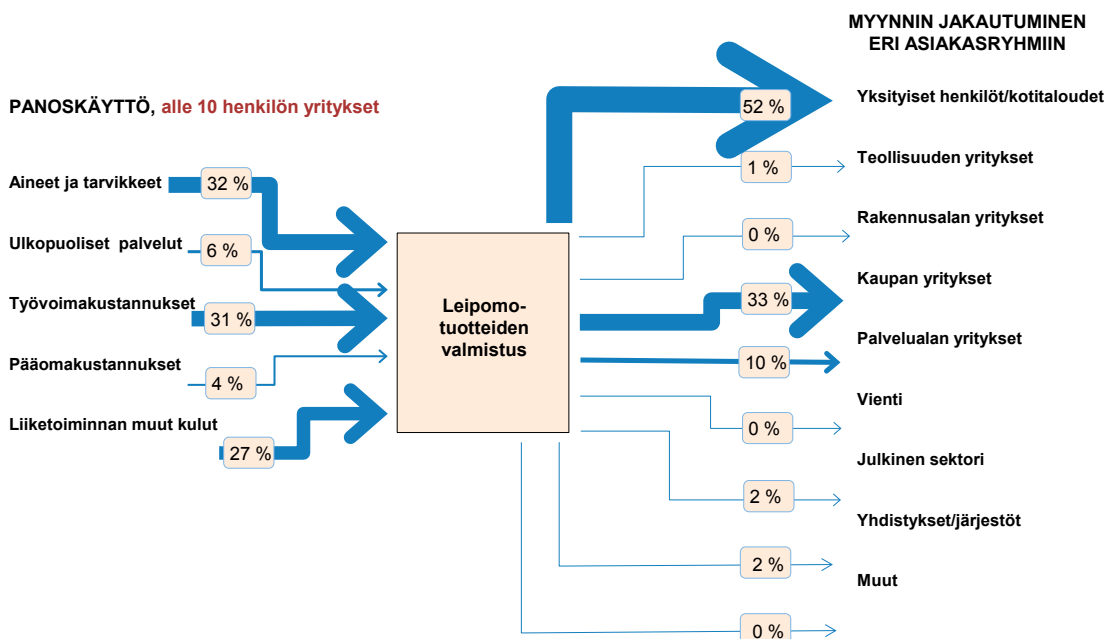 MYYNNIN JAKAUTUMINEN
ERI ASIAKASRYHMIIN
PANOSKÄYTTÖ, alle 10 henkilön yritykset
Aineet ja tarvikkeet
32 %
Ulkopuoliset palvelut
6 %
Työvoimakustannukset
31 %
Pääomakustannukset
4 %
Liiketoiminnan muut kulut
27 %
Leipomo-
tuotteiden
valmistus
52 %
Yksityiset henkilöt/kotitaloudet
1 %
Teollisuuden yritykset
0 %
Rakennusalan yritykset
33 %
Kaupan yritykset
10 %
Palvelualan yritykset
0 %
Vienti
2 %
Julkinen sektori
2 %
Yhdistykset/järjestöt
0 %
Muut